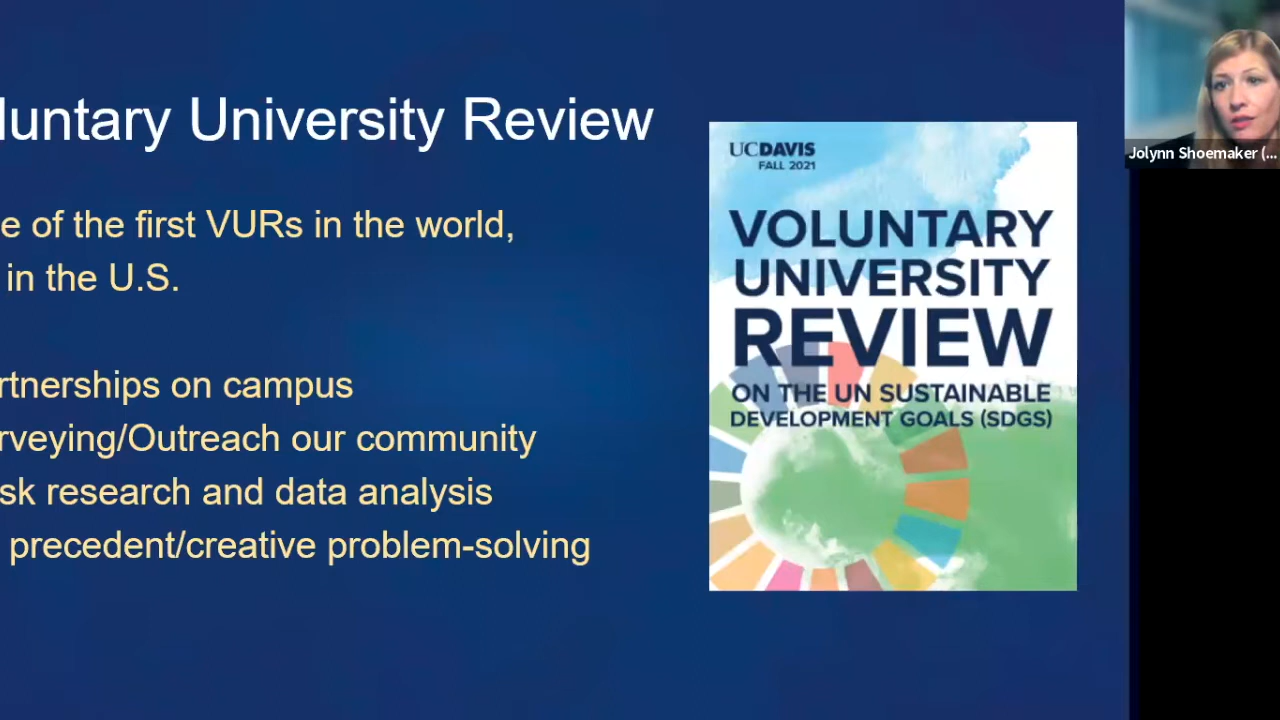 luntary University Review
e of the first VURs in the world,
in the U.S.
rtnerships on campus
rveying/Outreach our community
sk research and data analysis
precedent/creative problem-solving
UCDAVIS
FALL 2021
VOLUNTARY
UNIVERSITY
REVIEW
ON THE UN SUSTAINABLE
DEVELOPMENT GOALS (SDGS)
Jolynn Shoemaker (...